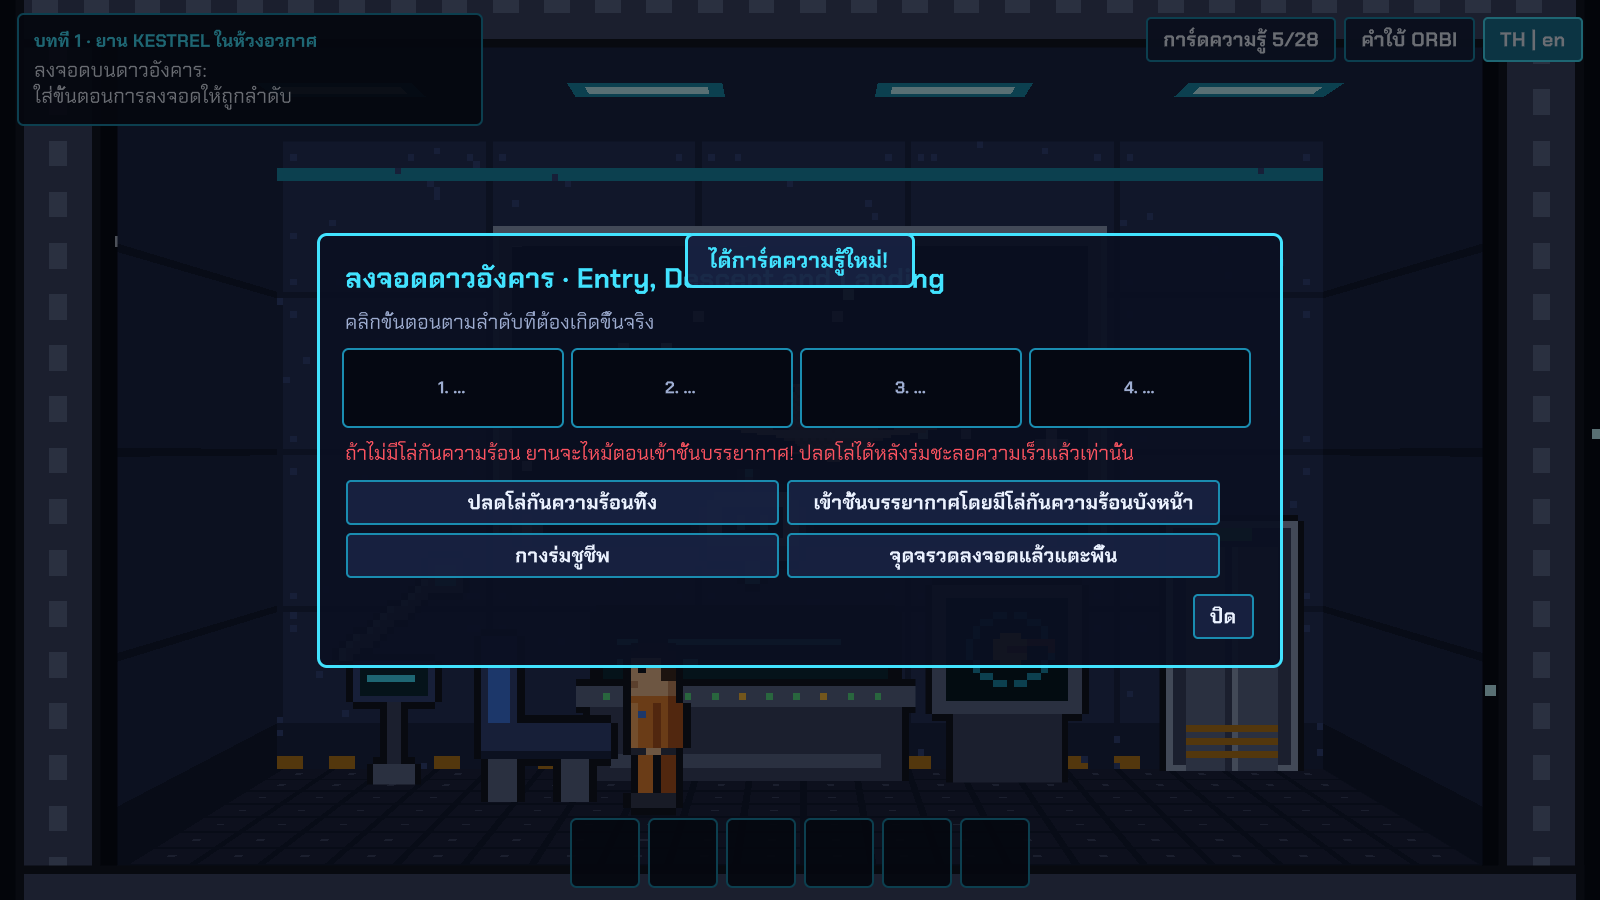 บทที่ 1 · ยาน KESTREL ในห้วงอวกาศ
ลงจอดบนดาวอังคาร:
ใส่ขั้นตอนการลงจอดให้ถูกลำดับ
การ์ดความรู้ 5/28
คำใบ้ ORBI
TH | en
ได้การ์ดความรู้ใหม่!
ลงจอดดาวอังคาร · Entry, Descent and Landing
คลิกขั้นตอนตามลำดับที่ต้องเกิดขึ้นจริง
1. ...
2. ...
3. ...
4. ...
ถ้าไม่มีโล่กันความร้อน ยานจะไหม้ตอนเข้าชั้นบรรยากาศ! ปลดโล่ได้หลังร่มชะลอความเร็วแล้วเท่านั้น
ปลดโล่กันความร้อนทิ้ง
เข้าชั้นบรรยากาศโดยมีโล่กันความร้อนบังหน้า
กางร่มชูชีพ
จุดจรวดลงจอดแล้วแตะพื้น
ปิด